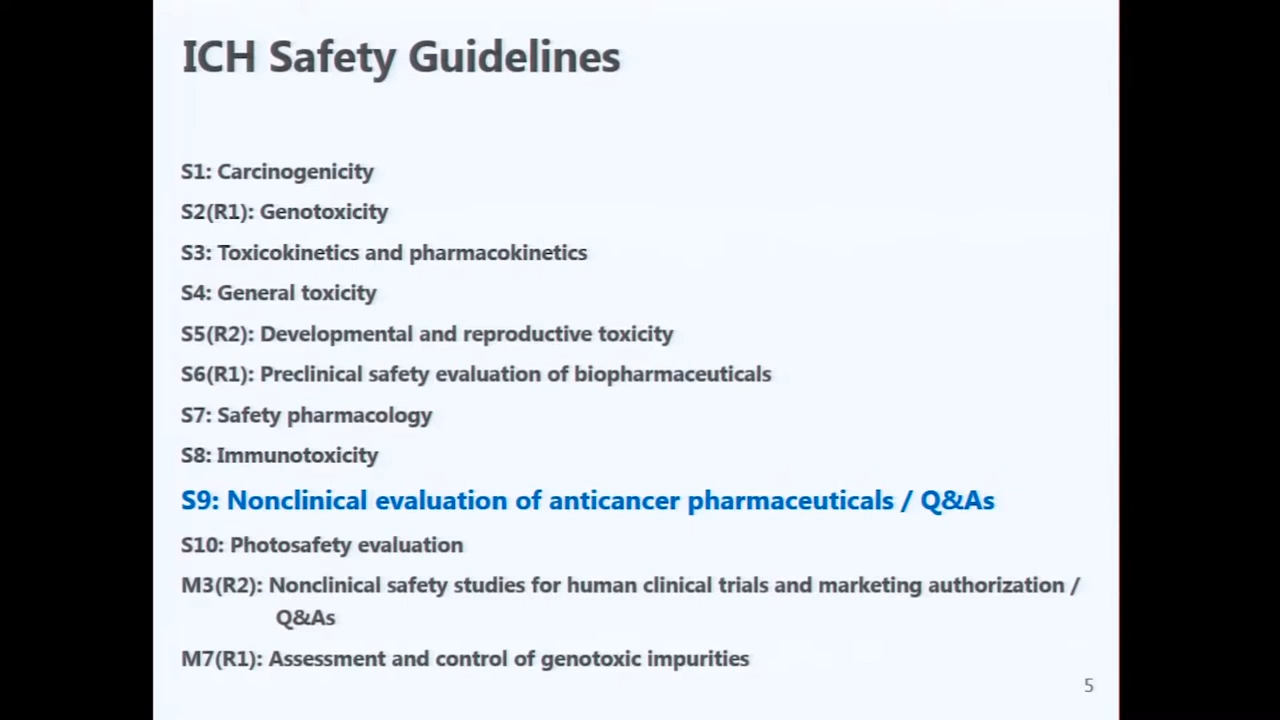 ICH Safety Guidelines
S1: Carcinogenicity
S2(R1): Genotoxicity
S3: Toxicokinetics and pharmacokinetics
S4: General toxicity
S5(R2): Developmental and reproductive toxicity
S6(R1): Preclinical safety evaluation of biopharmaceuticals
S7: Safety pharmacology
S8: Immunotoxicity
S9: Nonclinical evaluation of anticancer pharmaceuticals / Q&As
S10: Photosafety evaluation
M3(R2): Nonclinical safety studies for human clinical trials and marketing authorization /
Q&As
M7(R1): Assessment and control of genotoxic impurities
5